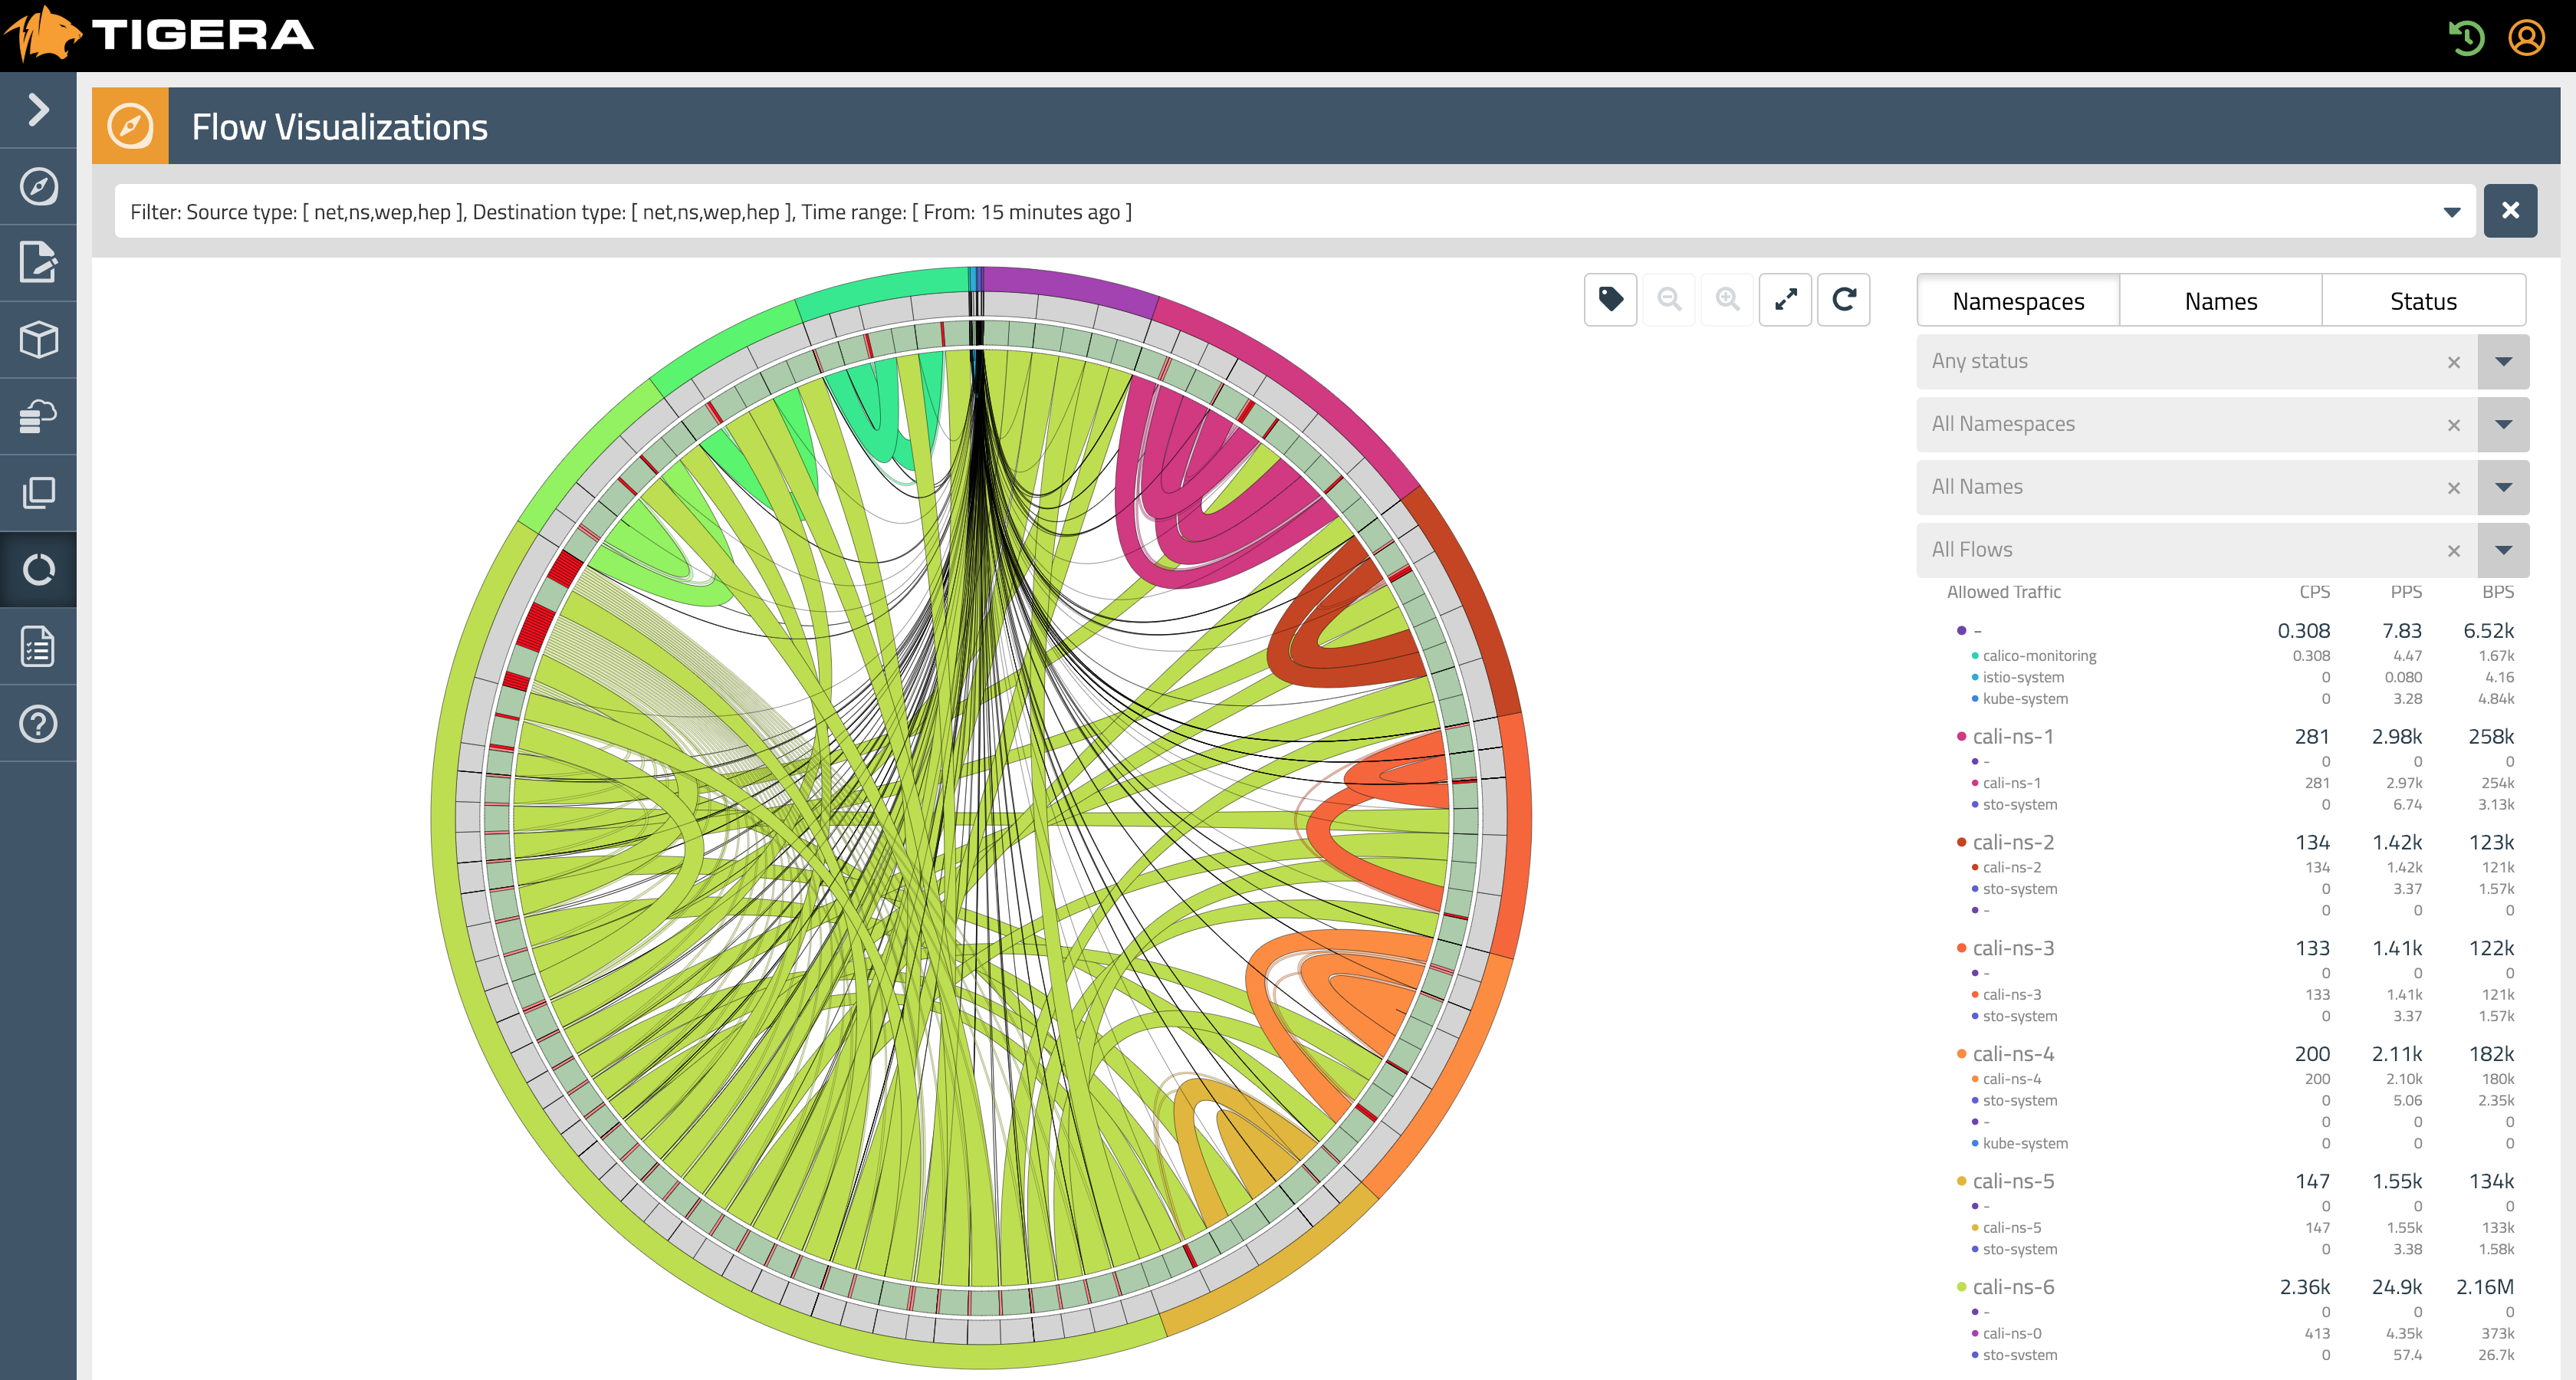 TIGERA
Flow Visualizations
Filter: Source type: [ net,ns,wep,hep ], Destination type: [ net,ns,wep,hep ], Time range: [ From: 15 minutes ago ]
Namespaces Names Status
Any status
All Namespaces
All Names
All Flows
Allowed Traffic CPS PPS BPS
- 0.308 7.83 6.52k
calico-monitoring 0.308 4.47 1.67k
istio-system 0 0.080 4.16
kube-system 0 3.28 4.84k
cali-ns-1 281 2.98k 258k
- 0 0 0
cali-ns-1 281 2.97k 254k
sto-system 0 6.74 3.13k
cali-ns-2 134 1.42k 123k
cali-ns-2 134 1.42k 121k
sto-system 0 3.37 1.57k
- 0 0 0
cali-ns-3 133 1.41k 122k
- 0 0 0
cali-ns-3 133 1.41k 121k
sto-system 0 3.37 1.57k
cali-ns-4 200 2.11k 182k
cali-ns-4 200 2.10k 180k
sto-system 0 5.06 2.35k
- 0 0 0
kube-system 0 0 0
cali-ns-5 147 1.55k 134k
- 0 0 0
cali-ns-5 147 1.55k 133k
sto-system 0 3.38 1.58k
cali-ns-6 2.36k 24.9k 2.16M
- 0 0 0
cali-ns-0 413 4.35k 373k
sto-system 0 57.4 26.7k